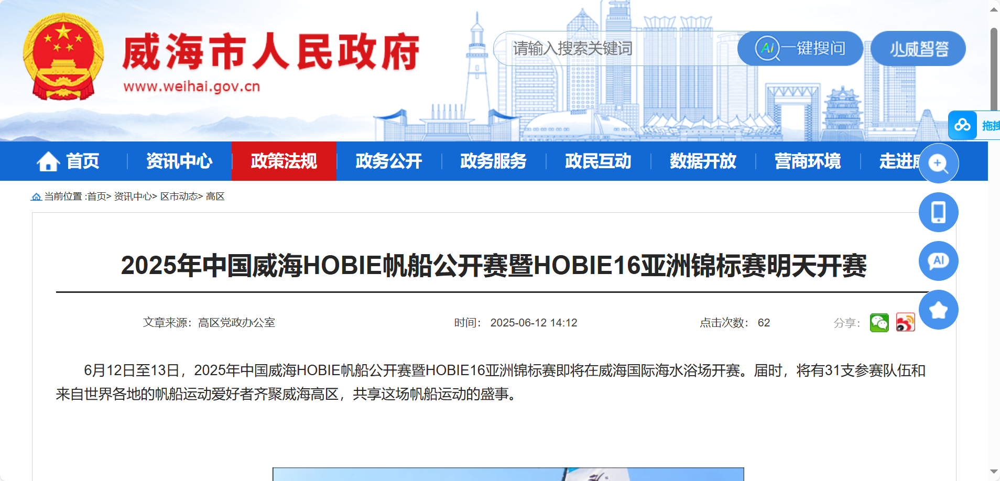 威海市人民政府
www.weihai.gov.cn
请输入搜索关键词
AI一键搜问
小威智答
拖拽
首页
资讯中心
政策法规
政务公开
政务服务
政民互动
数据开放
营商环境
走进威
当前位置 :首页> 资讯中心> 区市动态> 高区
AI
2025年中国威海HOBIE帆船公开赛暨HOBIE16亚洲锦标赛明天开赛
文章来源：高区党政办公室
时间： 2025-06-12 14:12
点击次数： 62
分享：
6月12日至13日，2025年中国威海HOBIE帆船公开赛暨HOBIE16亚洲锦标赛即将在威海国际海水浴场开赛。届时，将有31支参赛队伍和
来自世界各地的帆船运动爱好者齐聚威海高区，共享这场帆船运动的盛事。